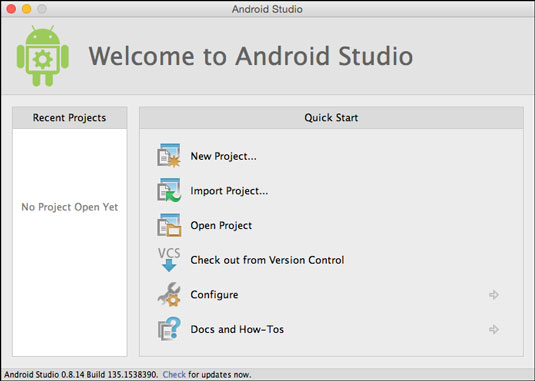 Android Studio
Welcome to Android Studio
Recent Projects
No Project Open Yet
Quick Start
New Project...
Import Project...
Open Project
VCS
Check out from Version Control
Configure
?
Docs and How-Tos
Android Studio 0.8.14 Build 135.1538390. Check for updates now.